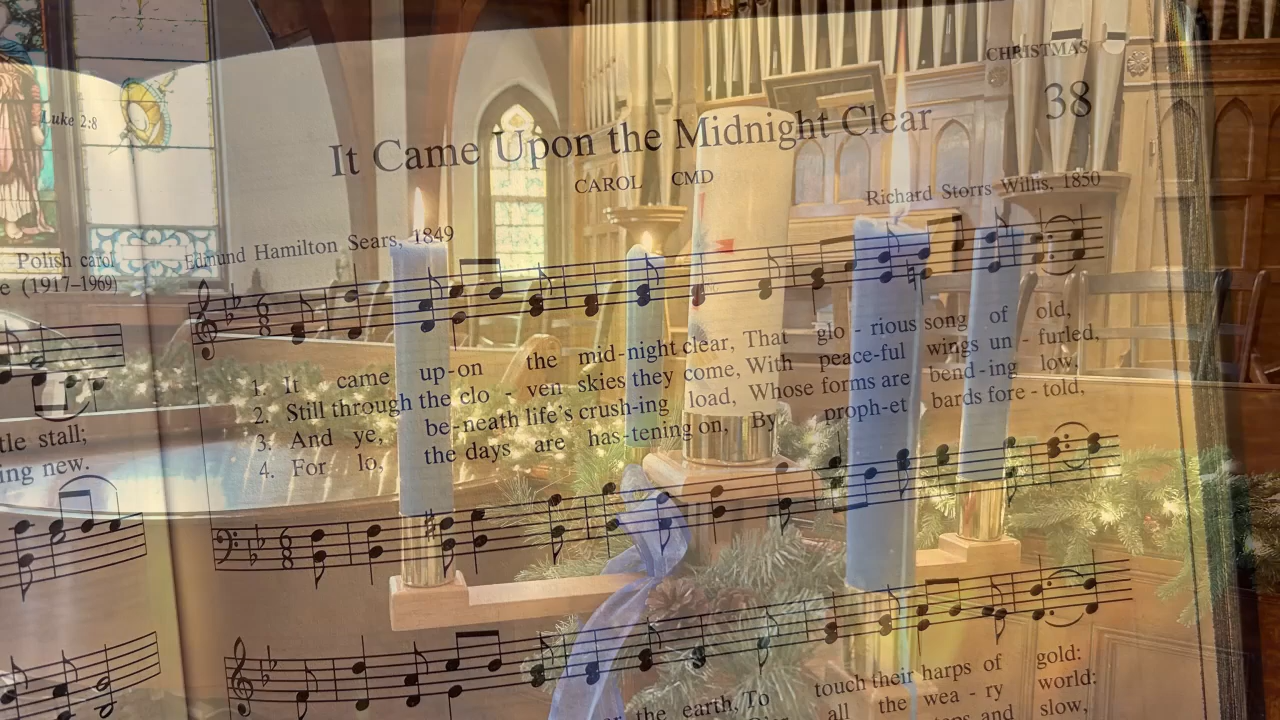 CHRISTMAS
Luke 2:8
38
It Came Upon the Midnight Clear
CAROL CMD
Richard Storrs Willis, 1850
Edmund Hamilton Sears, 1849
Polish carol
(1917–1969)
1. It came up-on the mid-night clear, That glo - rious song of old,
2. Still through the clo - ven skies they come, With peace-ful wings un - furled,
3. And ye, be-neath life's crush-ing load, Whose forms are bend-ing low.
4. For lo, the days are has-tening on, By proph-et bards fore-told,
tle stall;
ing new.
the earth, To touch their harps of gold:
all the wea - ry world:
and slow,